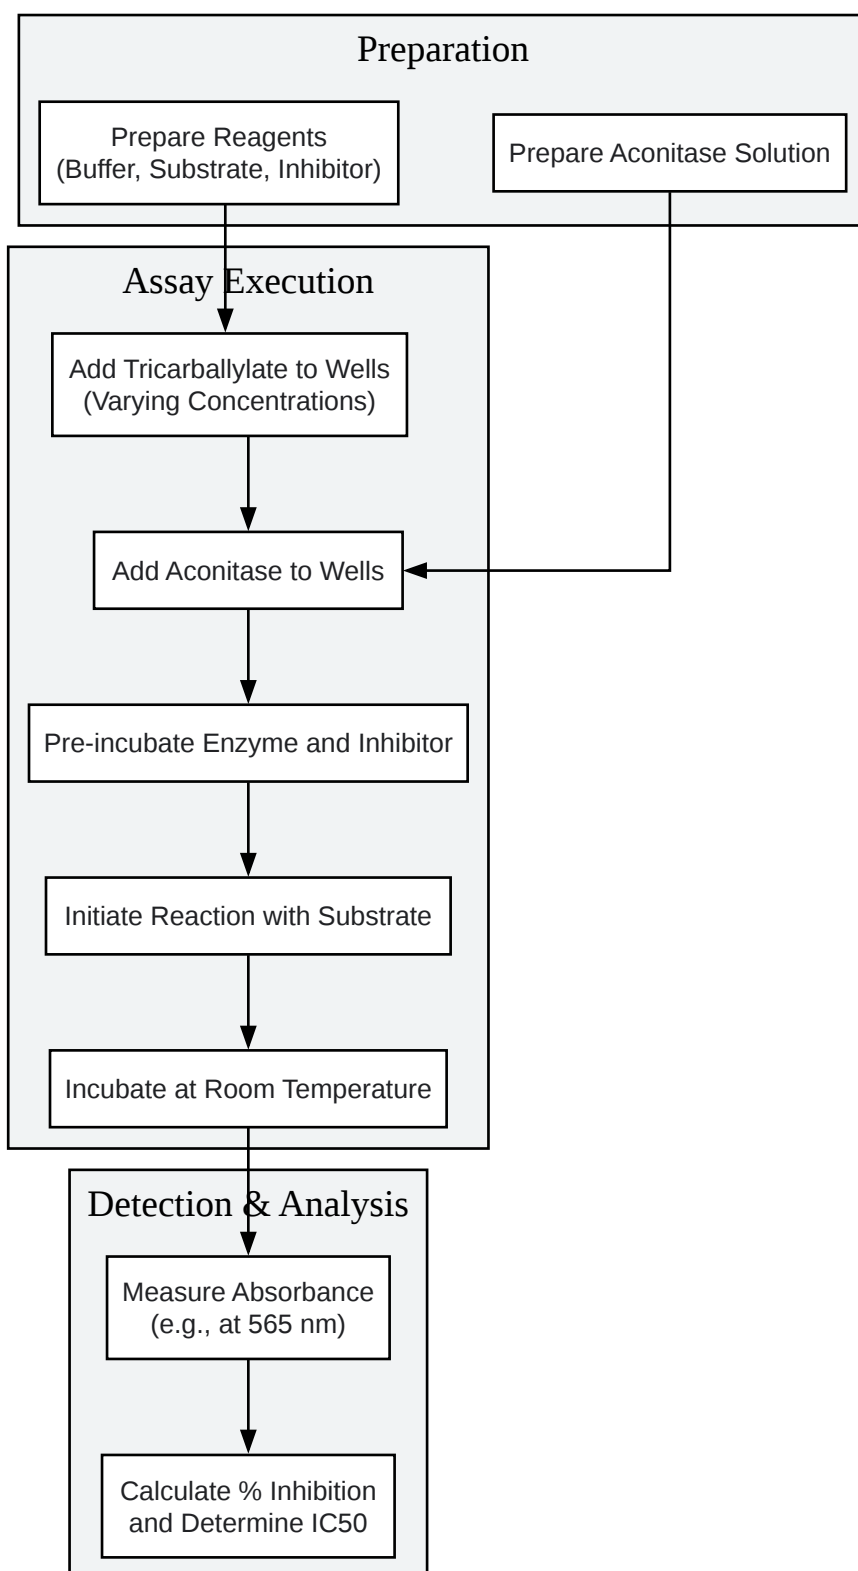 Preparation
Prepare Reagents
(Buffer, Substrate, Inhibitor)
Prepare Aconitase Solution
Assay Execution
Add Tricarballylate to Wells
(Varying Concentrations)
Add Aconitase to Wells
Pre-incubate Enzyme and Inhibitor
Initiate Reaction with Substrate
Incubate at Room Temperature
Detection & Analysis
Measure Absorbance
(e.g., at 565 nm)
Calculate % Inhibition
and Determine IC50